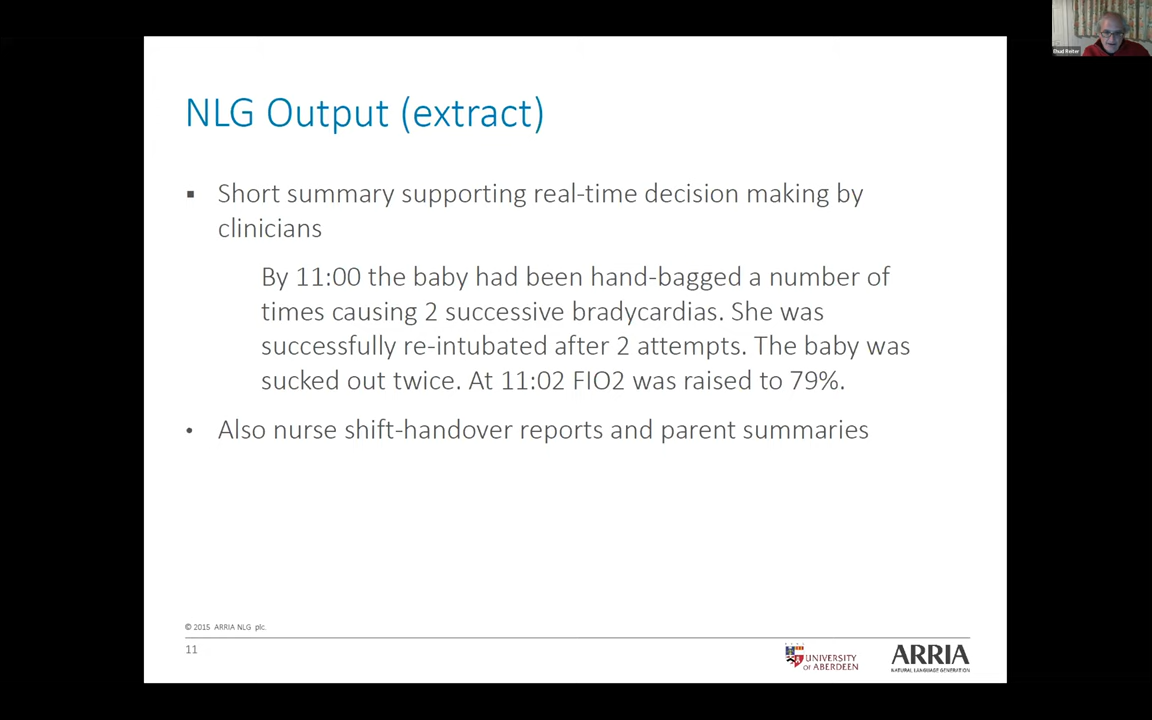 Ehud Reiter
NLG Output (extract)
▪ Short summary supporting real-time decision making by
clinicians
By 11:00 the baby had been hand-bagged a number of
times causing 2 successive bradycardias. She was
successfully re-intubated after 2 attempts. The baby was
sucked out twice. At 11:02 FIO2 was raised to 79%.
• Also nurse shift-handover reports and parent summaries
© 2015 ARRIA NLG plc.
11
UNIVERSITY
OF ABERDEEN
ARRIA
NATURAL LANGUAGE GENERATION